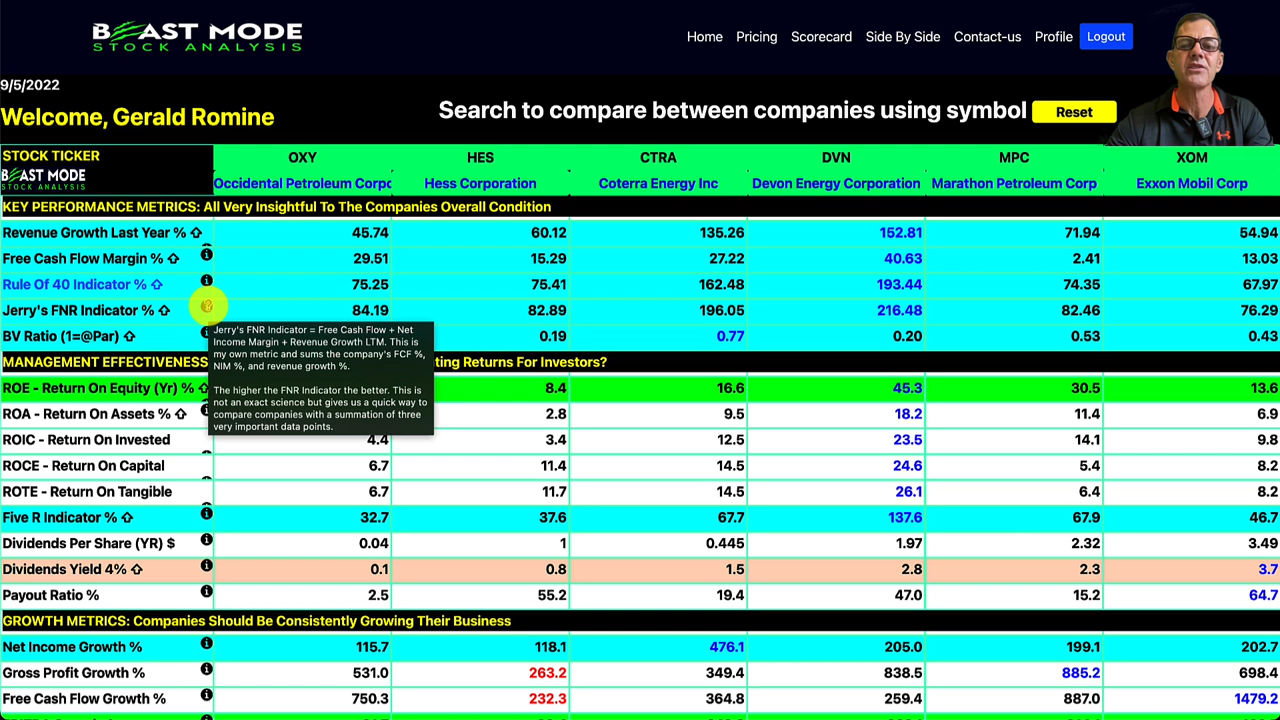 BEAST MODE
STOCK ANALYSIS
Home Pricing Scorecard Side By Side Contact-us Profile Logout
9/5/2022
Welcome, Gerald Romine
Search to compare between companies using symbol Reset
STOCK TICKER OXY HES CTRA DVN MPC XOM
BEAST MODE
STOCK ANALYSIS
Occidental Petroleum Corpo Hess Corporation Coterra Energy Inc Devon Energy Corporation Marathon Petroleum Corp Exxon Mobil Corp
KEY PERFORMANCE METRICS: All Very Insightful To The Companies Overall Condition
Revenue Growth Last Year % ⇧ 45.74 60.12 135.26 152.81 71.94 54.94
Free Cash Flow Margin % ⇧ 29.51 15.29 27.22 40.63 2.41 13.03
Rule Of 40 Indicator % ⇧ 75.25 75.41 162.48 193.44 74.35 67.97
Jerry's FNR Indicator % ⇧ 84.19 82.89 196.05 216.48 82.46 76.29
BV Ratio (1=@Par) ⇧ 0.19 0.77 0.20 0.53 0.43
Jerry's FNR Indicator = Free Cash Flow + Net
Income Margin + Revenue Growth LTM. This is
my own metric and sums the company's FCF %,
NIM %, and revenue growth %.
The higher the FNR Indicator the better. This is
not an exact science but gives us a quick way to
compare companies with a summation of three
very important data points.
MANAGEMENT EFFECTIVENESS ting Returns For Investors?
ROE - Return On Equity (Yr) % ⇧ 8.4 16.6 45.3 30.5 13.6
ROA - Return On Assets % ⇧ 2.8 9.5 18.2 11.4 6.9
ROIC - Return On Invested 4.4 3.4 12.5 23.5 14.1 9.8
ROCE - Return On Capital 6.7 11.4 14.5 24.6 5.4 8.2
ROTE - Return On Tangible 6.7 11.7 14.5 26.1 6.4 8.2
Five R Indicator % ⇧ 32.7 37.6 67.7 137.6 67.9 46.7
Dividends Per Share (YR) $ 0.04 1 0.445 1.97 2.32 3.49
Dividends Yield 4% ⇧ 0.1 0.8 1.5 2.8 2.3 3.7
Payout Ratio % 2.5 55.2 19.4 47.0 15.2 64.7
GROWTH METRICS: Companies Should Be Consistently Growing Their Business
Net Income Growth % 115.7 118.1 476.1 205.0 199.1 202.7
Gross Profit Growth % 531.0 263.2 349.4 838.5 885.2 698.4
Free Cash Flow Growth % 750.3 232.3 364.8 259.4 887.0 1479.2